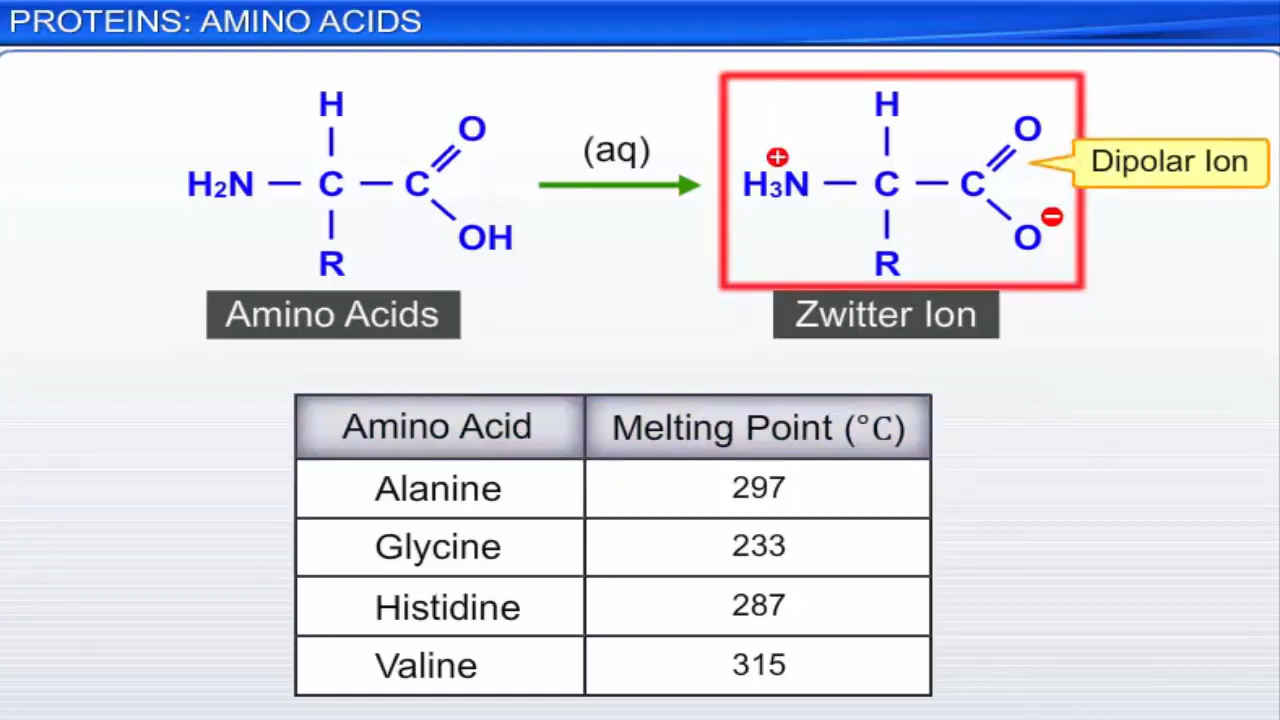 PROTEINS: AMINO ACIDS
H
O
H₂N — C — C
OH
R
Amino Acids
(aq)
H
O
+
H₃N — C — C
−
O
R
Dipolar Ion
Zwitter Ion
Amino Acid Melting Point (°C)
Alanine 297
Glycine 233
Histidine 287
Valine 315